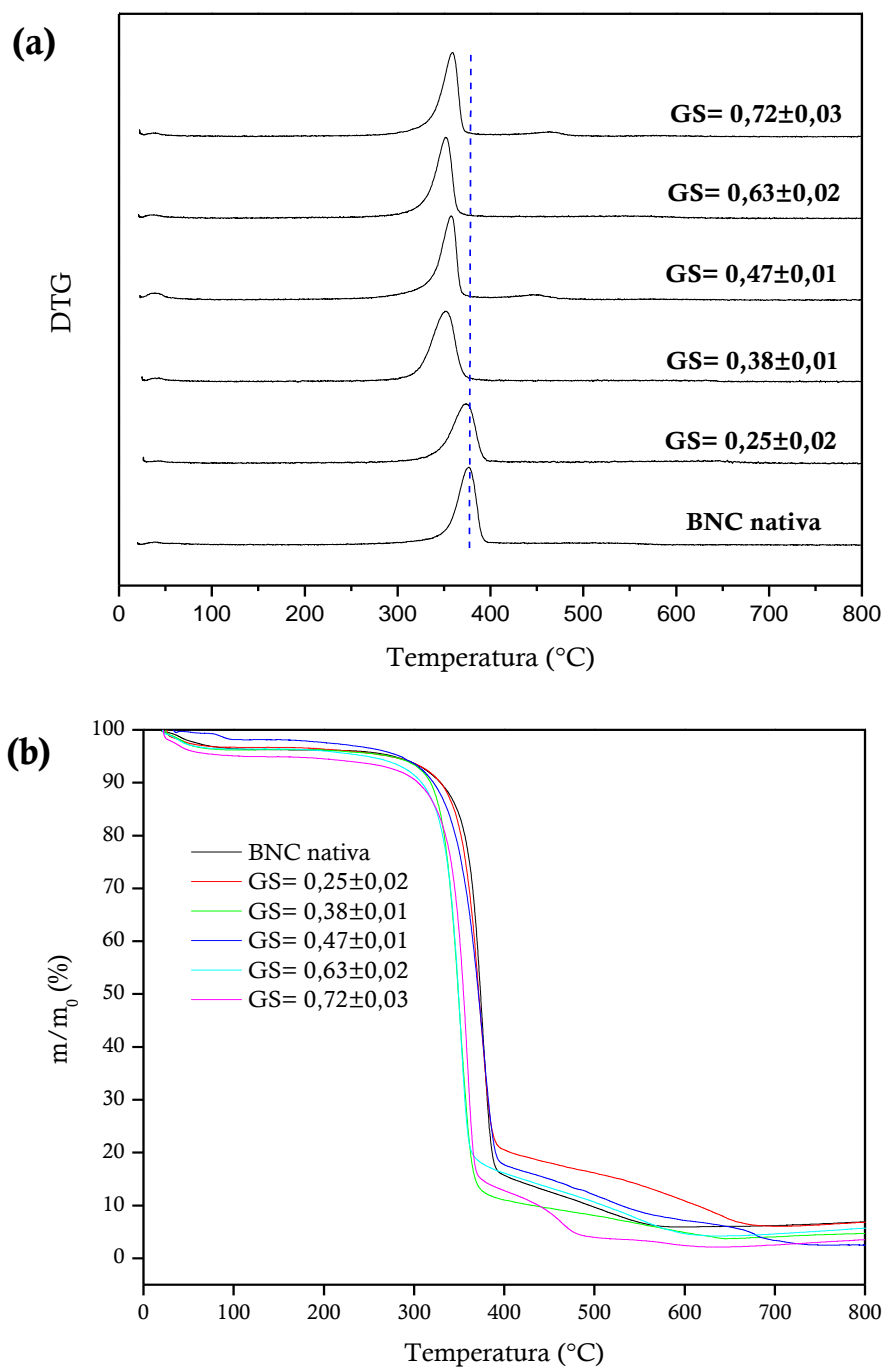 (a)
DTG
GS= 0,72±0,03
GS= 0,63±0,02
GS= 0,47±0,01
GS= 0,38±0,01
GS= 0,25±0,02
BNC nativa
0 100 200 300 400 500 600 700 800
Temperatura (°C)
(b)
m/m0 (%)
100
90
80
70
60
50
40
30
20
10
0
BNC nativa
GS= 0,25±0,02
GS= 0,38±0,01
GS= 0,47±0,01
GS= 0,63±0,02
GS= 0,72±0,03
0 100 200 300 400 500 600 700 800
Temperatura (°C)